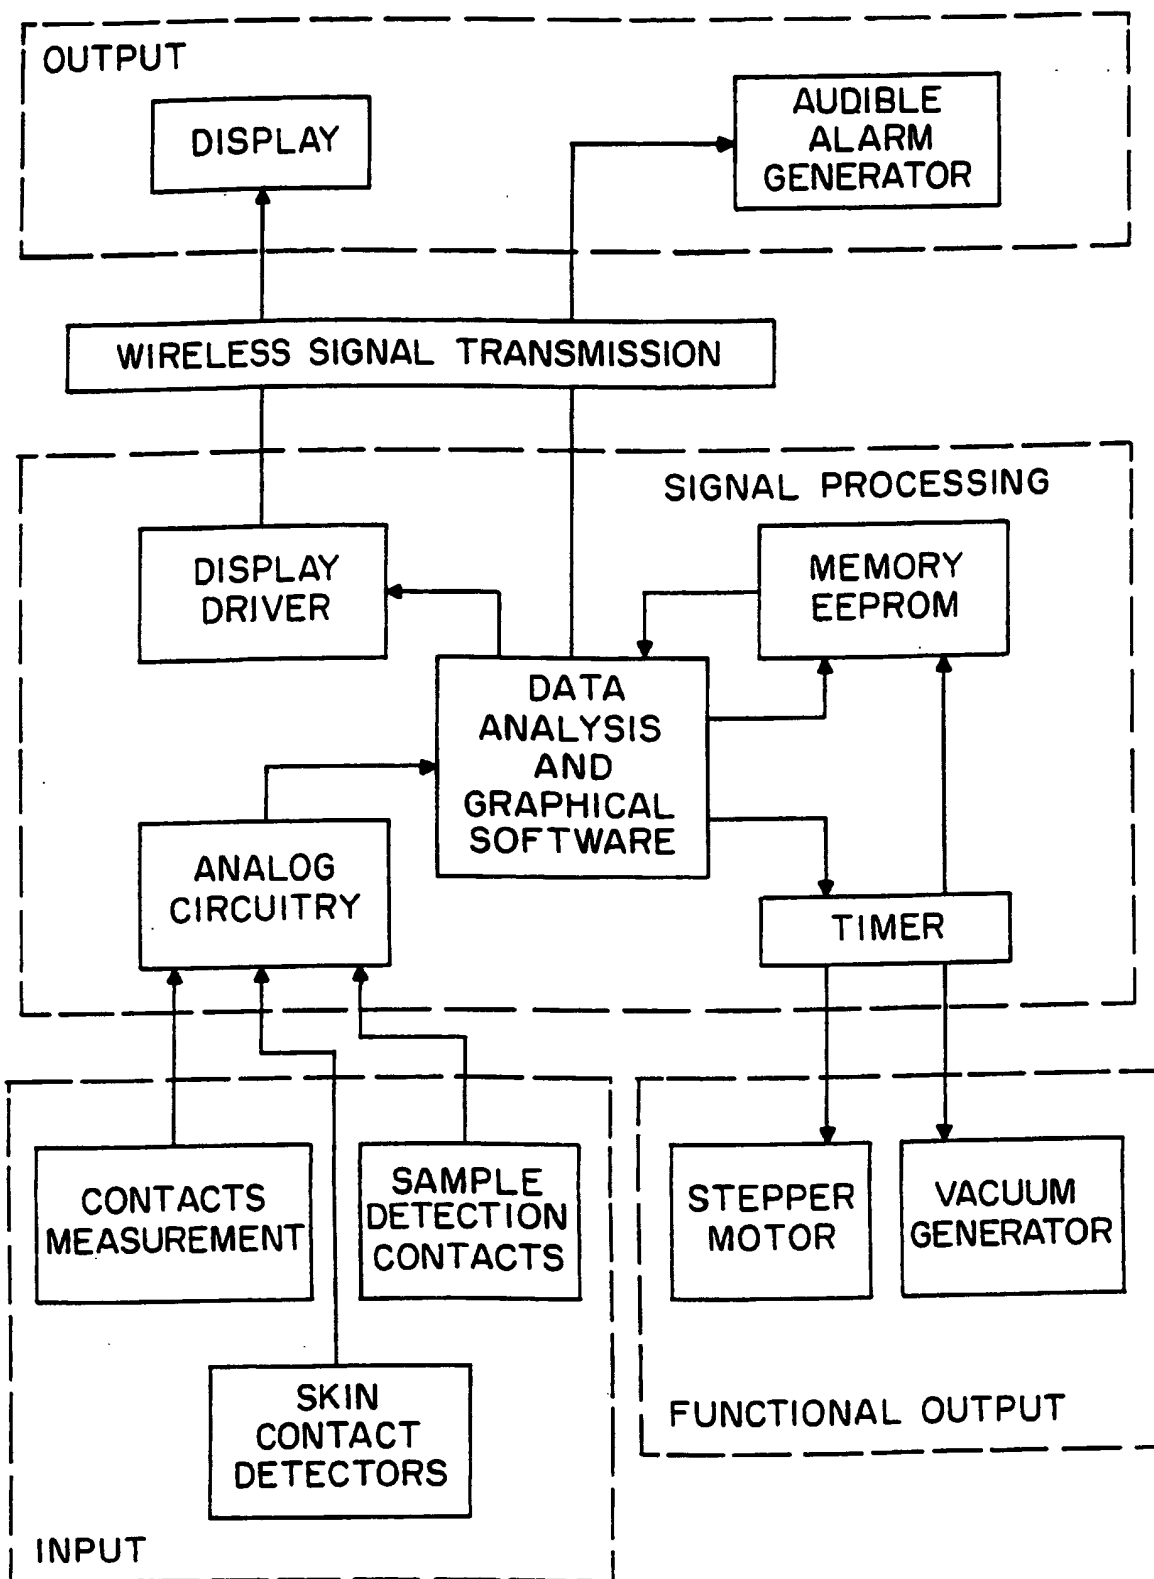 OUTPUT
DISPLAY
AUDIBLE
ALARM
GENERATOR
WIRELESS SIGNAL TRANSMISSION
SIGNAL PROCESSING
DISPLAY
DRIVER
MEMORY
EEPROM
DATA
ANALYSIS
AND
GRAPHICAL
SOFTWARE
ANALOG
CIRCUITRY
TIMER
CONTACTS
MEASUREMENT
SAMPLE
DETECTION
CONTACTS
STEPPER
MOTOR
VACUUM
GENERATOR
SKIN
CONTACT
DETECTORS
FUNCTIONAL OUTPUT
INPUT